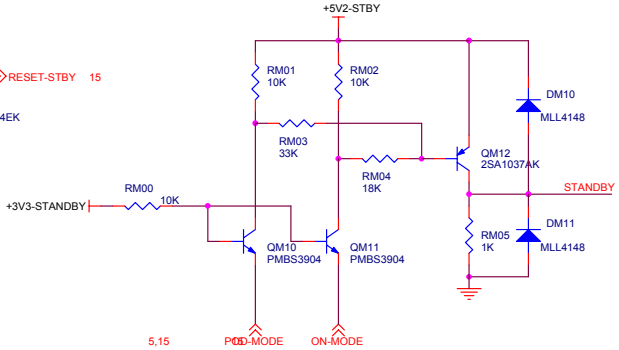 +5V2-STBY
RESET-STBY 15
RM01
10K
RM02
10K
DM10
MLL4148
4EK
RM03
33K
QM12
2SA1037AK
RM04
18K
RM00
10K
+3V3-STANDBY
STANDBY
RM05
1K
DM11
MLL4148
QM10
PMBS3904
QM11
PMBS3904
5,15
ON-MODE